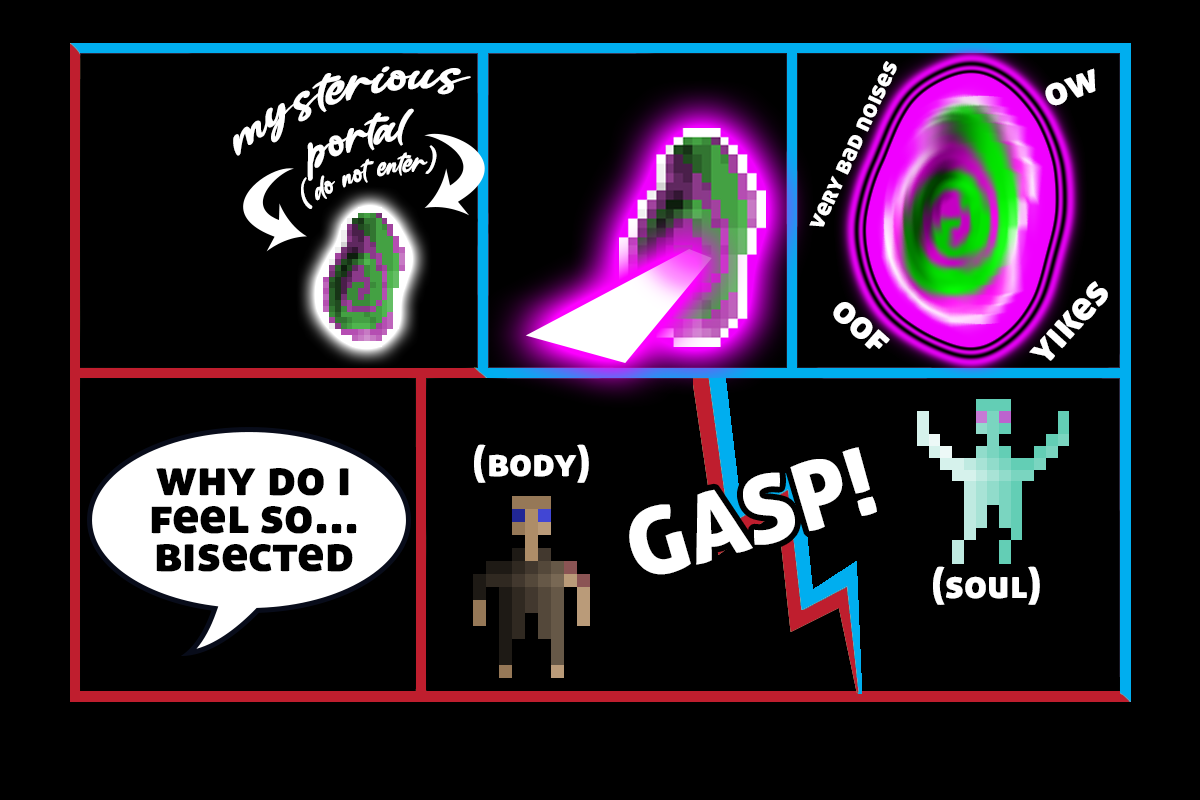 mysterious
portal
(do not enter)
VERY BAD NOISES
OW
OOF
YIKES
WHY DO I
FEEL SO...
BISECTED
(BODY)
GASP!
(SOUL)